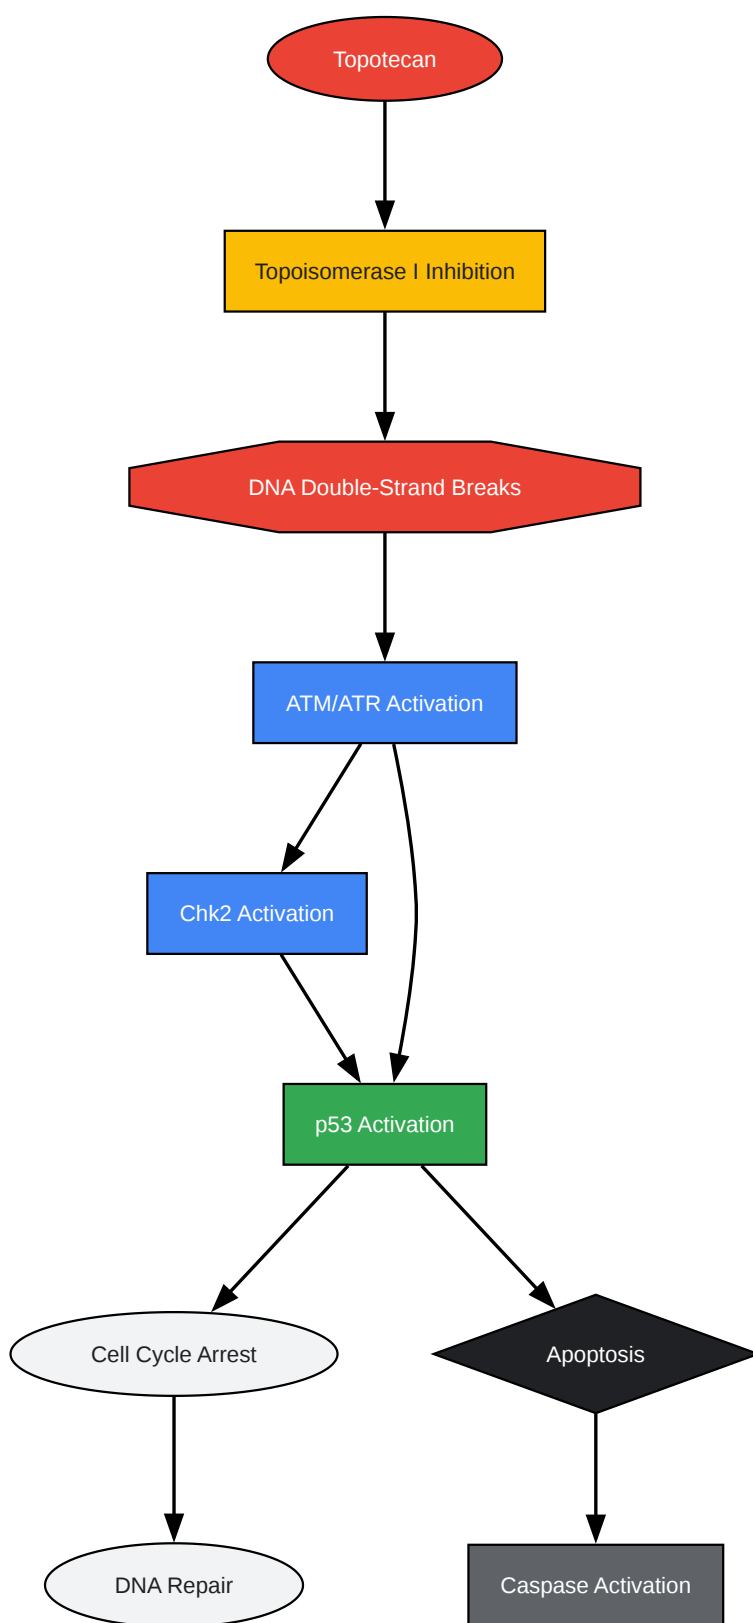 Topotecan
Topoisomerase I Inhibition
DNA Double-Strand Breaks
ATM/ATR Activation
Chk2 Activation
p53 Activation
Cell Cycle Arrest
Apoptosis
DNA Repair
Caspase Activation